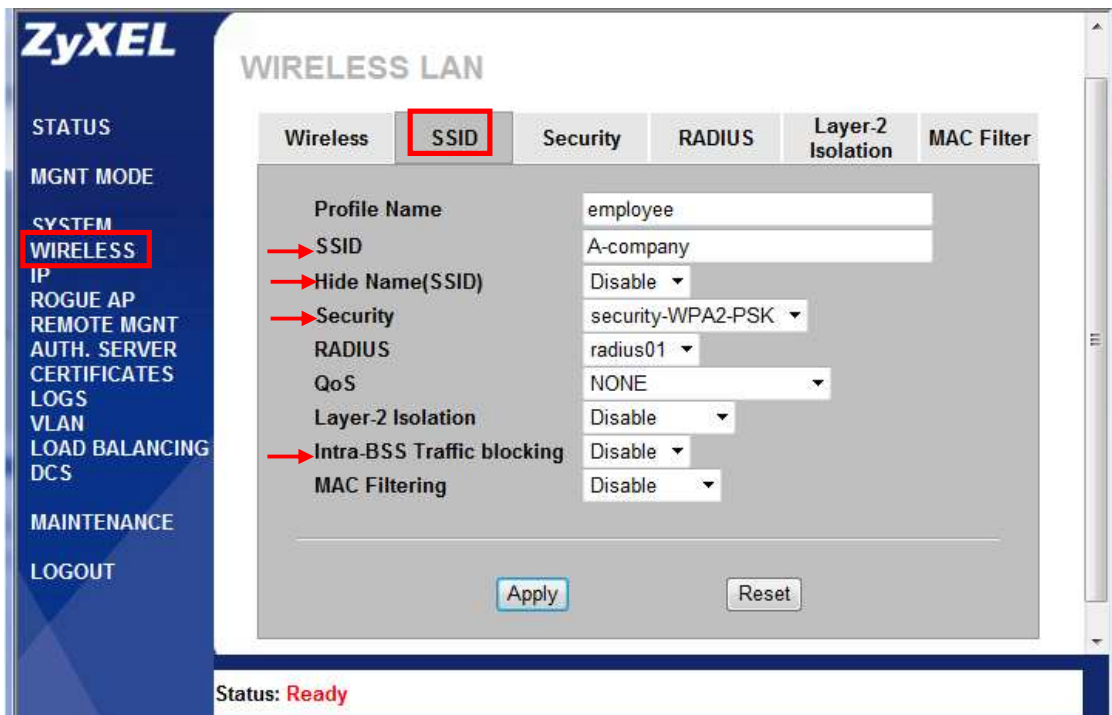 ZyXEL
STATUS
MGNT MODE
SYSTEM
WIRELESS
IP
ROGUE AP
REMOTE MGNT
AUTH. SERVER
CERTIFICATES
LOGS
VLAN
LOAD BALANCING
DCS
MAINTENANCE
LOGOUT
WIRELESS LAN
Wireless SSID Security RADIUS Layer-2 Isolation MAC Filter
Profile Name employee
SSID A-company
Hide Name(SSID) Disable
Security security-WPA2-PSK
RADIUS radius01
QoS NONE
Layer-2 Isolation Disable
Intra-BSS Traffic blocking Disable
MAC Filtering Disable
Apply Reset
Status: Ready